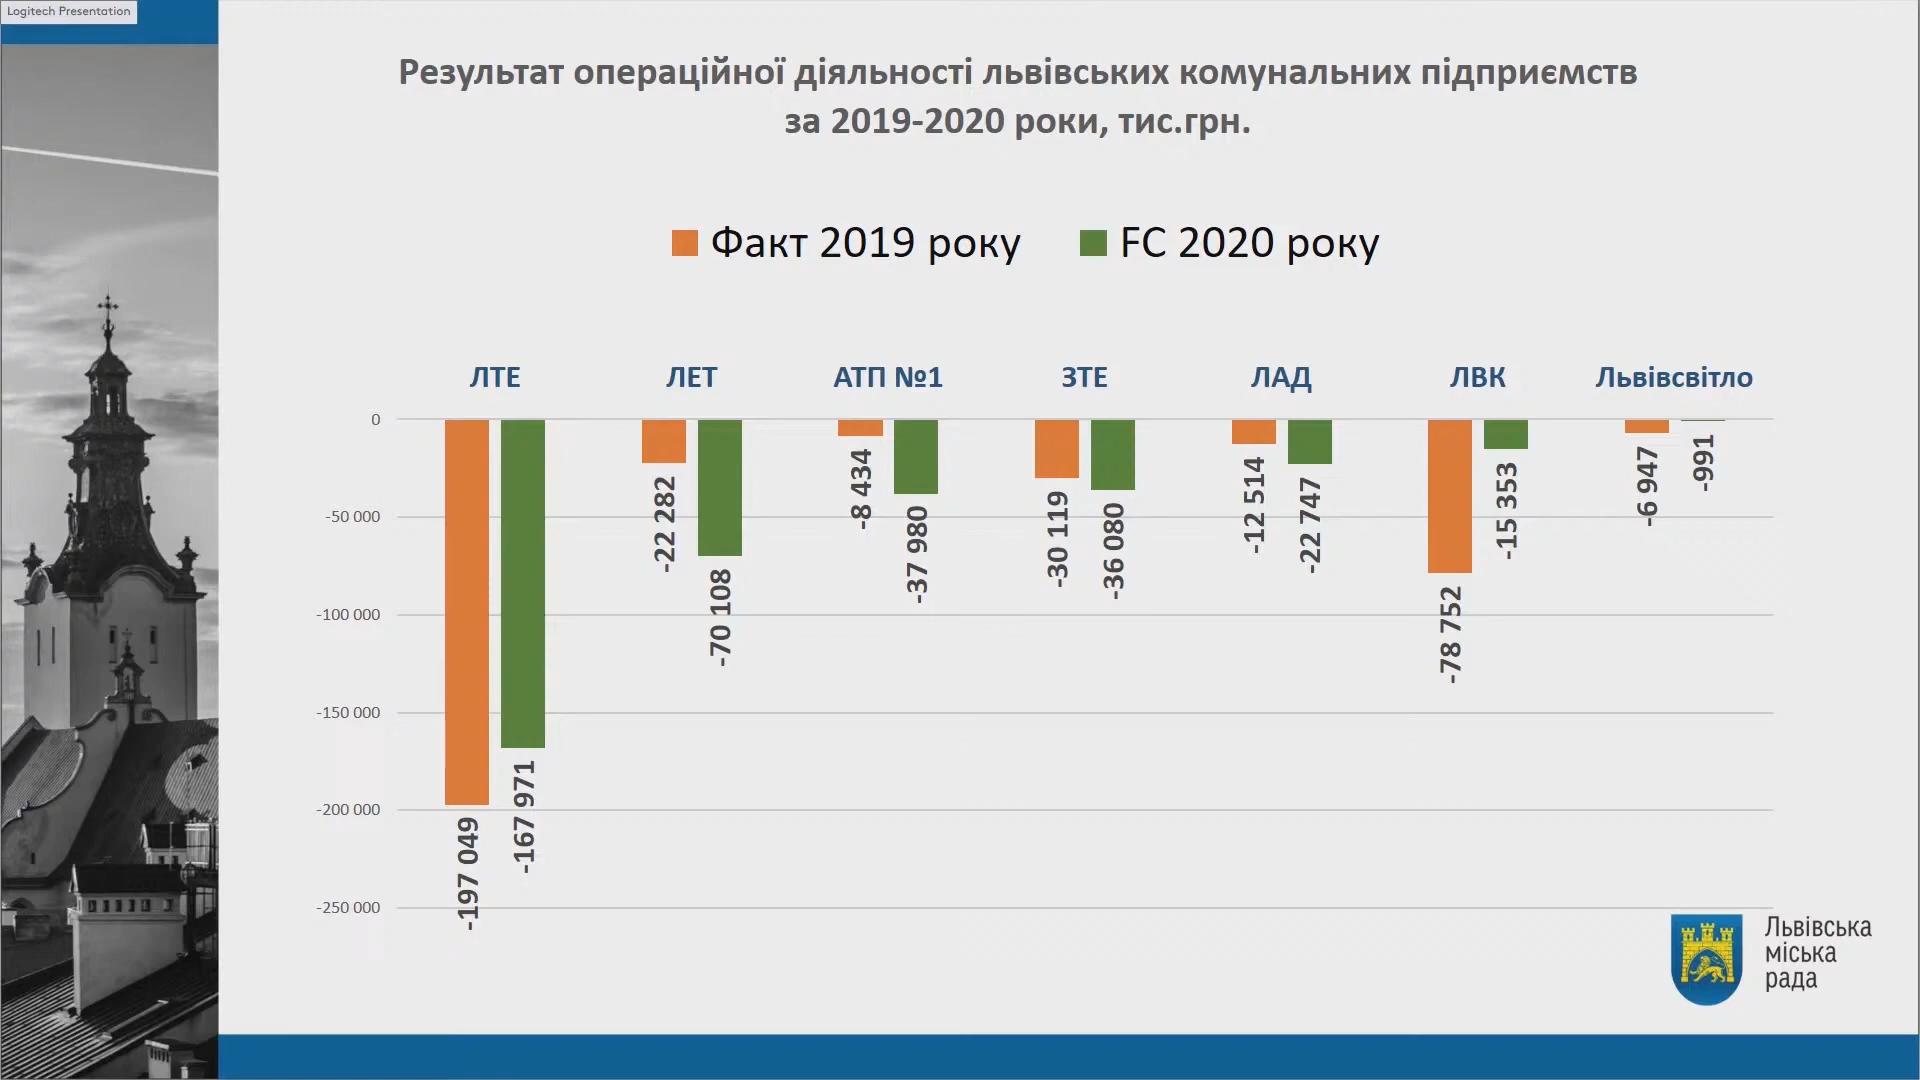 Logitech Presentation
Результат операційної діяльності львівських комунальних підприємств
за 2019-2020 роки, тис.грн.
Факт 2019 року FC 2020 року
ЛТЕ ЛЕТ АТП №1 ЗТЕ ЛАД ЛВК Львівсвітло
0
-50 000
-100 000
-150 000
-200 000
-250 000
-197 049
-167 971
-22 282
-70 108
-8 434
-37 980
-30 119
-36 080
-12 514
-22 747
-78 752
-15 353
-6 947
-991
Львівська
міська
рада